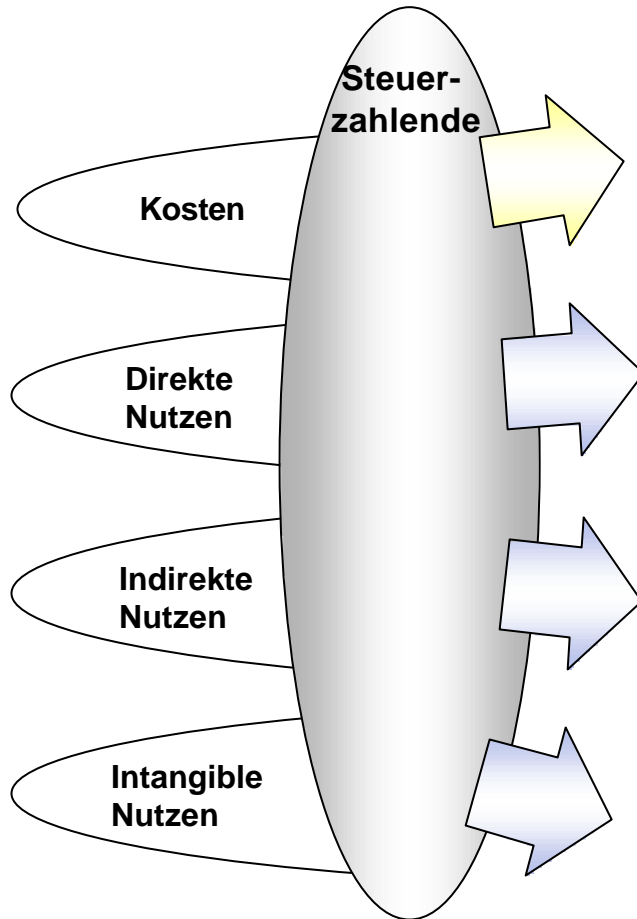 Steuer-
zahlende
Kosten
Direkte
Nutzen
Indirekte
Nutzen
Intangible
Nutzen